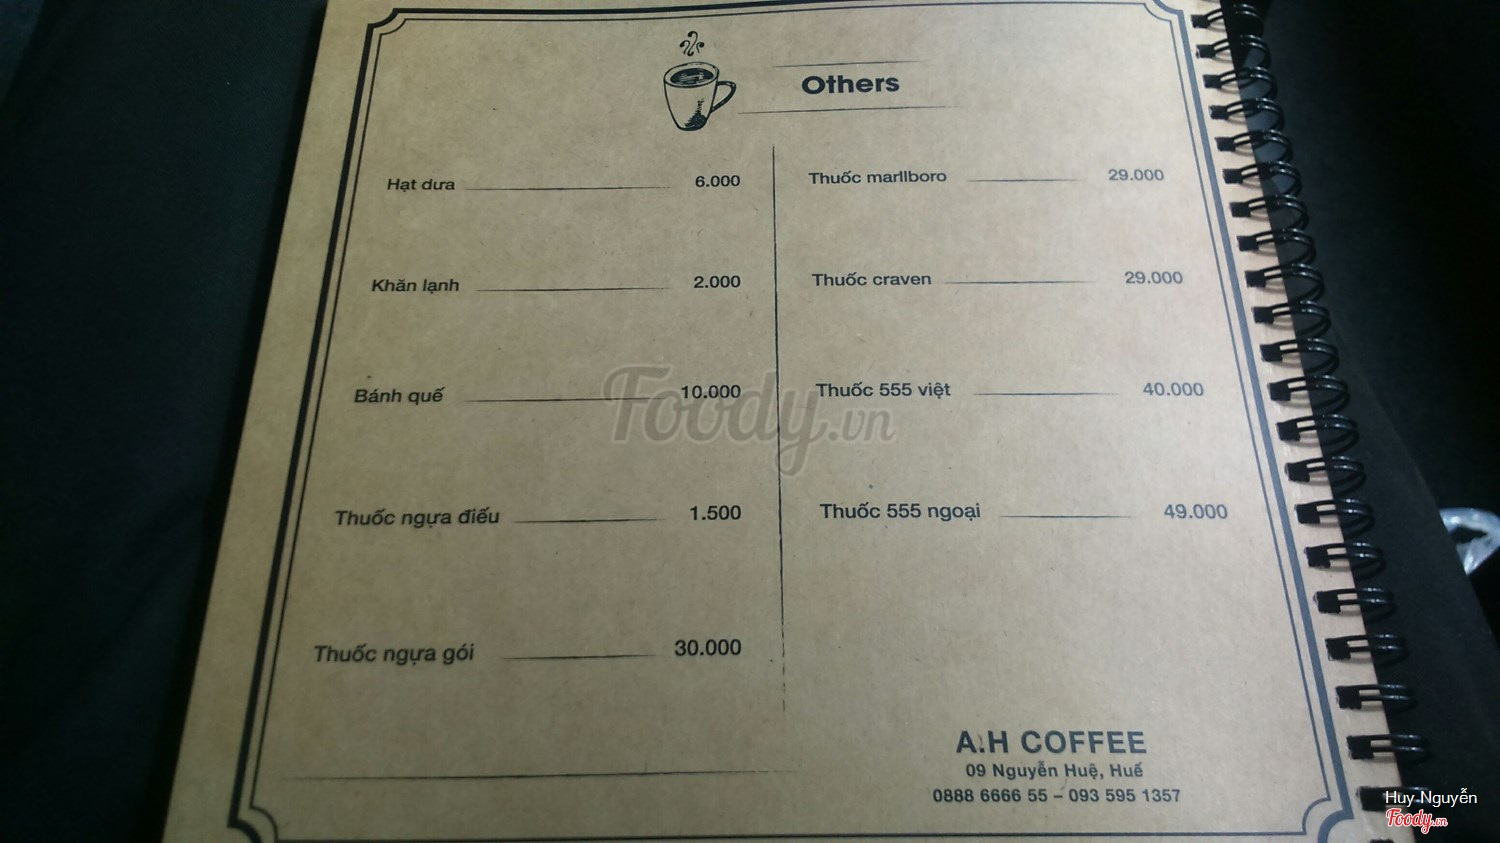 Others
Hạt dưa 6.000
Khăn lạnh 2.000
Bánh quế 10.000
Thuốc ngựa điếu 1.500
Thuốc ngựa gói 30.000
Thuốc marllboro 29.000
Thuốc craven 29.000
Thuốc 555 việt 40.000
Thuốc 555 ngoại 49.000
Foody.vn
A.H COFFEE
09 Nguyễn Huệ, Huế
0888 6666 55 – 093 595 1357
Huy Nguyễn
Foody.vn